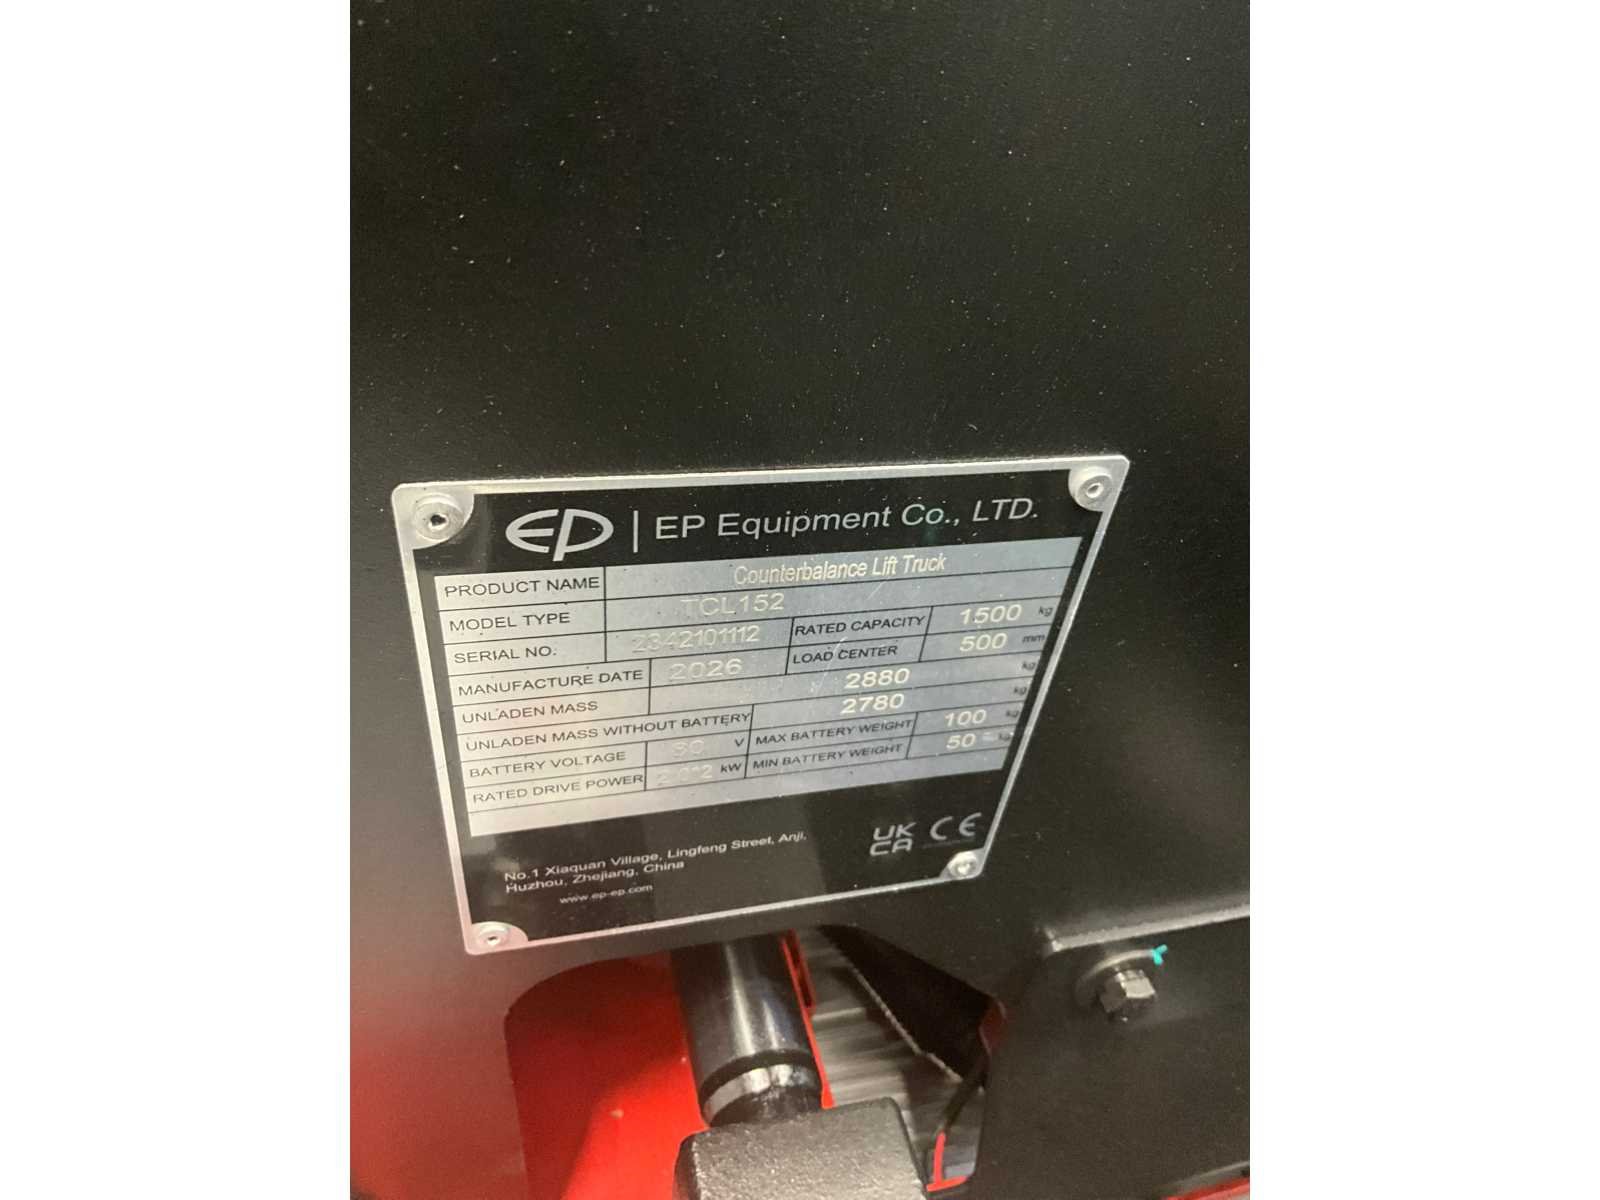 EP | EP Equipment Co., LTD.
PRODUCT NAME Counterbalance Lift Truck
MODEL TYPE TCL152
SERIAL NO. 2342101112 RATED CAPACITY 1500 kg
MANUFACTURE DATE 2026 LOAD CENTER 500 mm
UNLADEN MASS 2880 kg
UNLADEN MASS WITHOUT BATTERY 2780 kg
BATTERY VOLTAGE V MAX BATTERY WEIGHT 100 kg
RATED DRIVE POWER kW MIN BATTERY WEIGHT 50 kg
UK CA CE
No.1 Xiaquan Village, Lingfeng Street, Anji,
Huzhou, Zhejiang, China
www.ep-ep.com